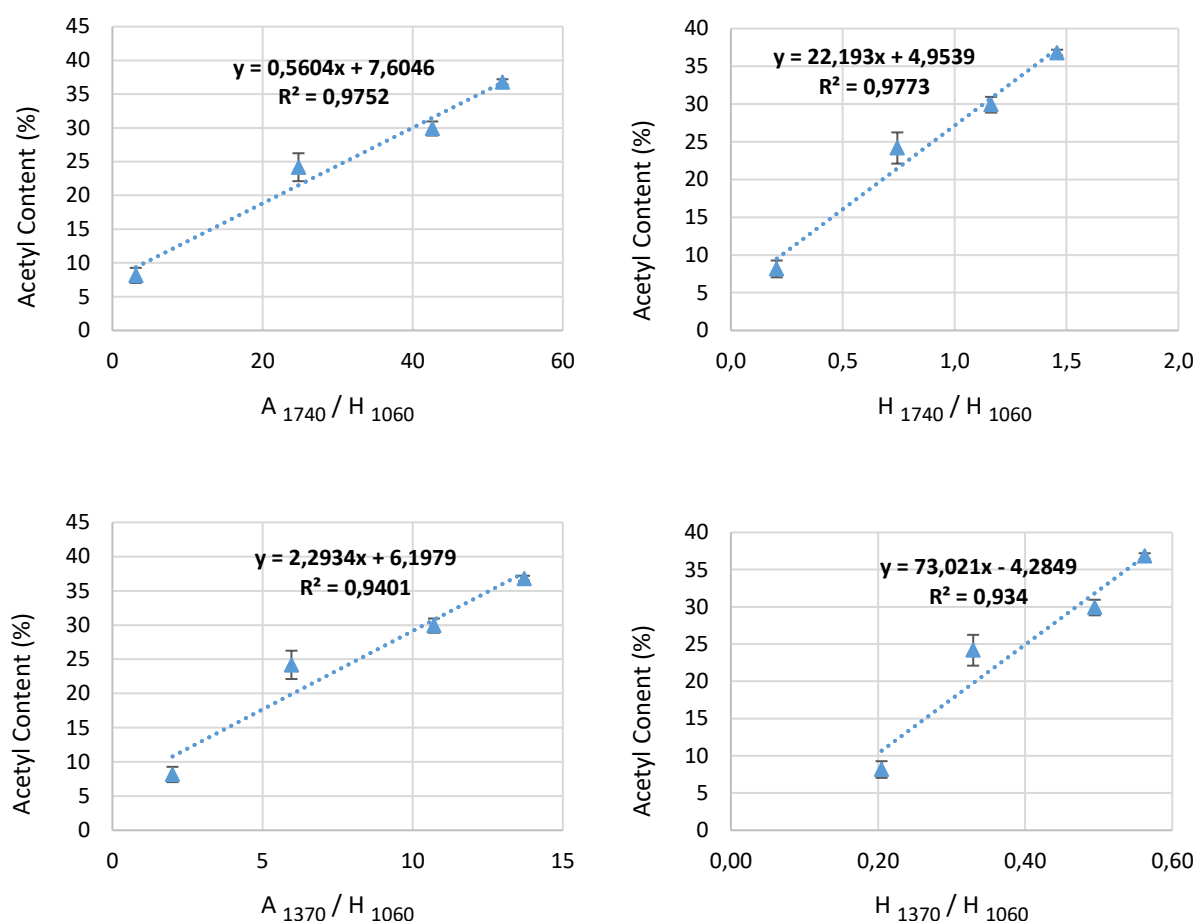 y = 0,5604x + 7,6046
R² = 0,9752
45
40
35
30
25
20
15
10
5
0
0 20 40 60
Acetyl Content (%)
A 1740 / H 1060
y = 22,193x + 4,9539
R² = 0,9773
40
35
30
25
20
15
10
5
0
0,0 0,5 1,0 1,5 2,0
Acetyl Content (%)
H 1740 / H 1060
y = 2,2934x + 6,1979
R² = 0,9401
45
40
35
30
25
20
15
10
5
0
0 5 10 15
Acetyl Content (%)
A 1370 / H 1060
y = 73,021x - 4,2849
R² = 0,934
40
35
30
25
20
15
10
5
0
0,00 0,20 0,40 0,60
Acetyl Conent (%)
H 1370 / H 1060